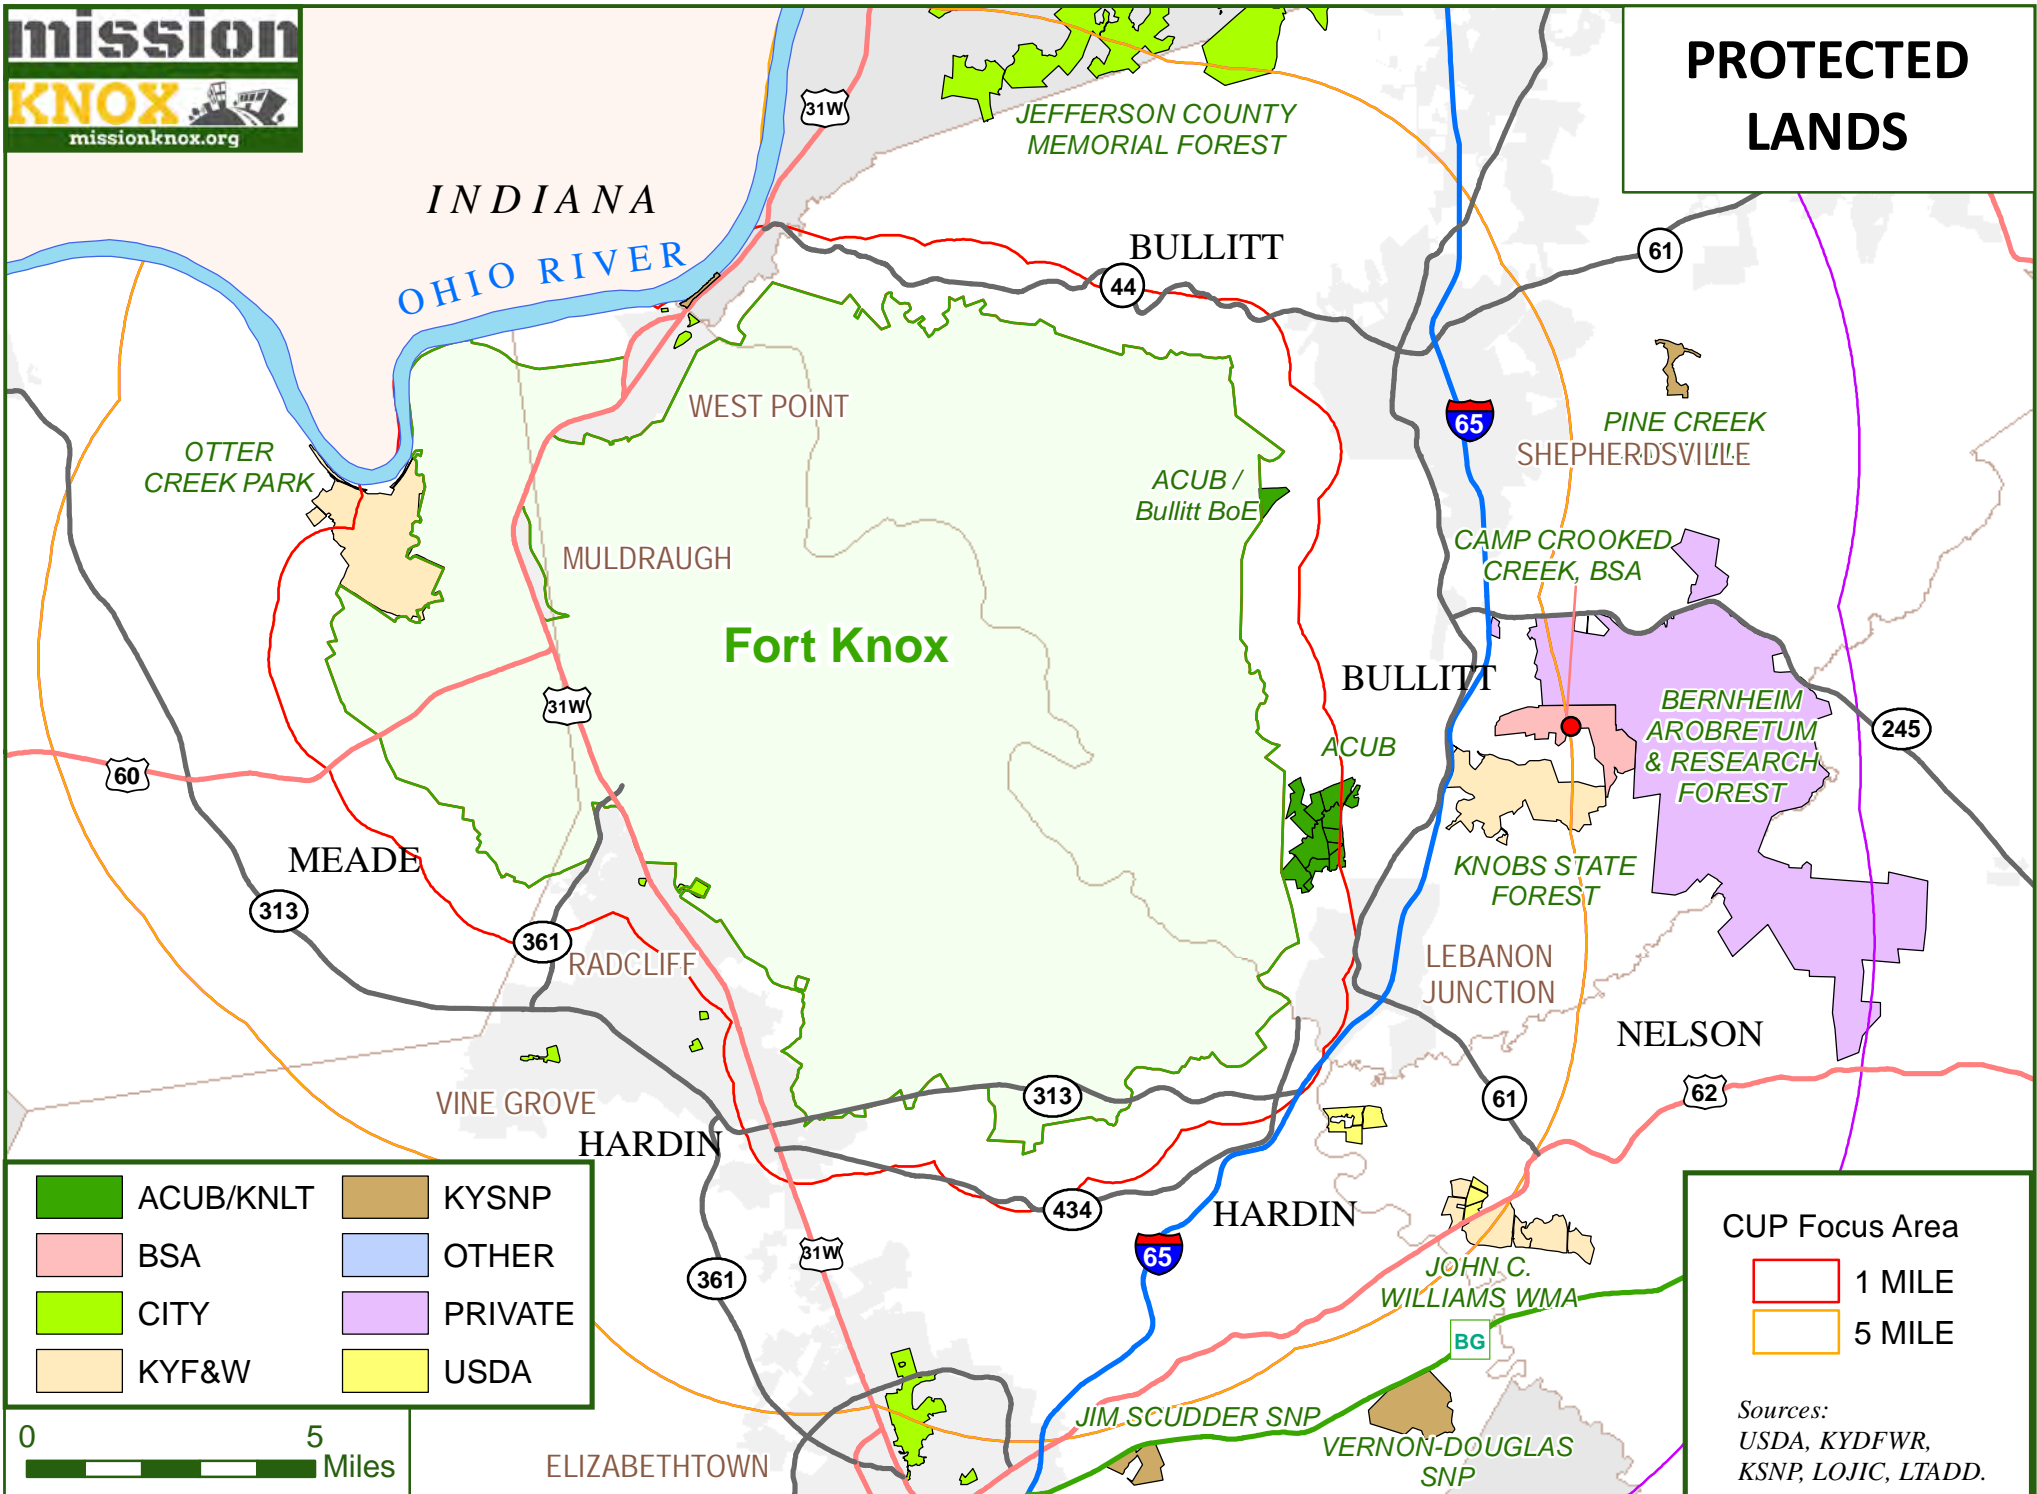 mission
KNOX
missionknox.org
PROTECTED
LANDS
31W
JEFFERSON COUNTY
MEMORIAL FOREST
INDIANA
OHIO RIVER
BULLITT
61
44
WEST POINT
65
PINE CREEK
SHEPHERDSVILLE
OTTER
CREEK PARK
ACUB /
Bullitt BoE
MULDRAUGH
CAMP CROOKED
CREEK, BSA
Fort Knox
BULLITT
31W
BERNHEIM
AROBRETUM
& RESEARCH
FOREST
245
ACUB
60
MEADE
KNOBS STATE
FOREST
313
361
RADCLIFF
LEBANON
JUNCTION
NELSON
VINE GROVE
313
61
62
HARDIN
434
HARDIN
31W
65
361
JOHN C.
WILLIAMS WMA
BG
JIM SCUDDER SNP
VERNON-DOUGLAS
SNP
ELIZABETHTOWN
ACUB/KNLT
BSA
CITY
KYF&W
KYSNP
OTHER
PRIVATE
USDA
0 5
Miles
CUP Focus Area
1 MILE
5 MILE
Sources:
USDA, KYDFWR,
KSNP, LOJIC, LTADD.